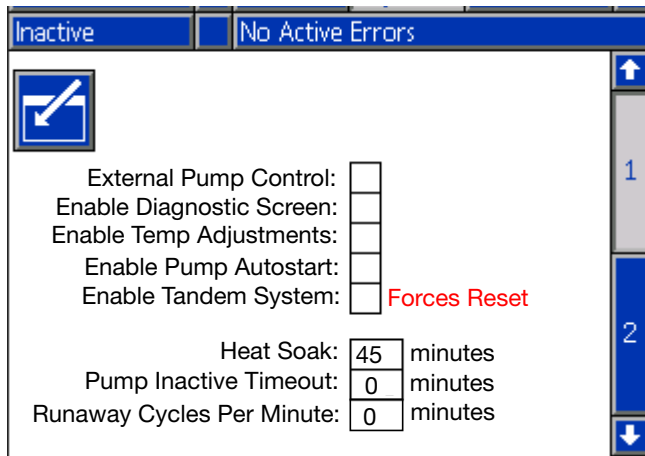 Inactive No Active Errors
1
External Pump Control:
Enable Diagnostic Screen:
Enable Temp Adjustments:
Enable Pump Autostart:
Enable Tandem System: Forces Reset
2
Heat Soak: 45 minutes
Pump Inactive Timeout: 0 minutes
Runaway Cycles Per Minute: 0 minutes